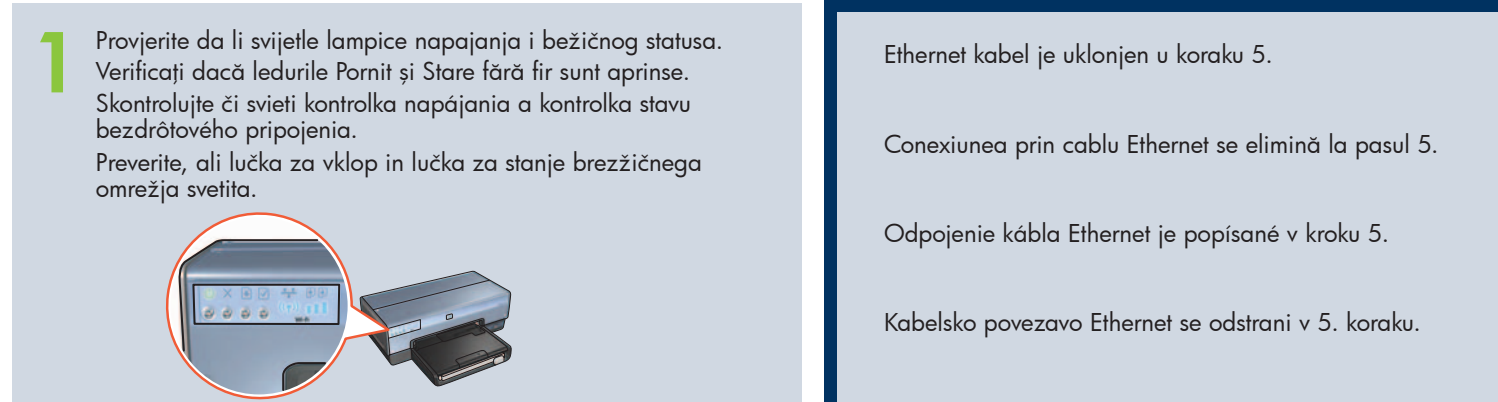 1
Provjerite da li svijetle lampice napajanja i bežičnog statusa.
Verificați dacă ledurile Pornit și Stare fără fir sunt aprinse.
Skontrolujte či svieti kontrolka napájania a kontrolka stavu
bezdrôtového pripojenia.
Preverite, ali lučka za vklop in lučka za stanje brezžičnega
omrežja svetita.
Wi-Fi
Ethernet kabel je uklonjen u koraku 5.
Conexiunea prin cablu Ethernet se elimină la pasul 5.
Odpojenie kábla Ethernet je popísané v kroku 5.
Kabelsko povezavo Ethernet se odstrani v 5. koraku.